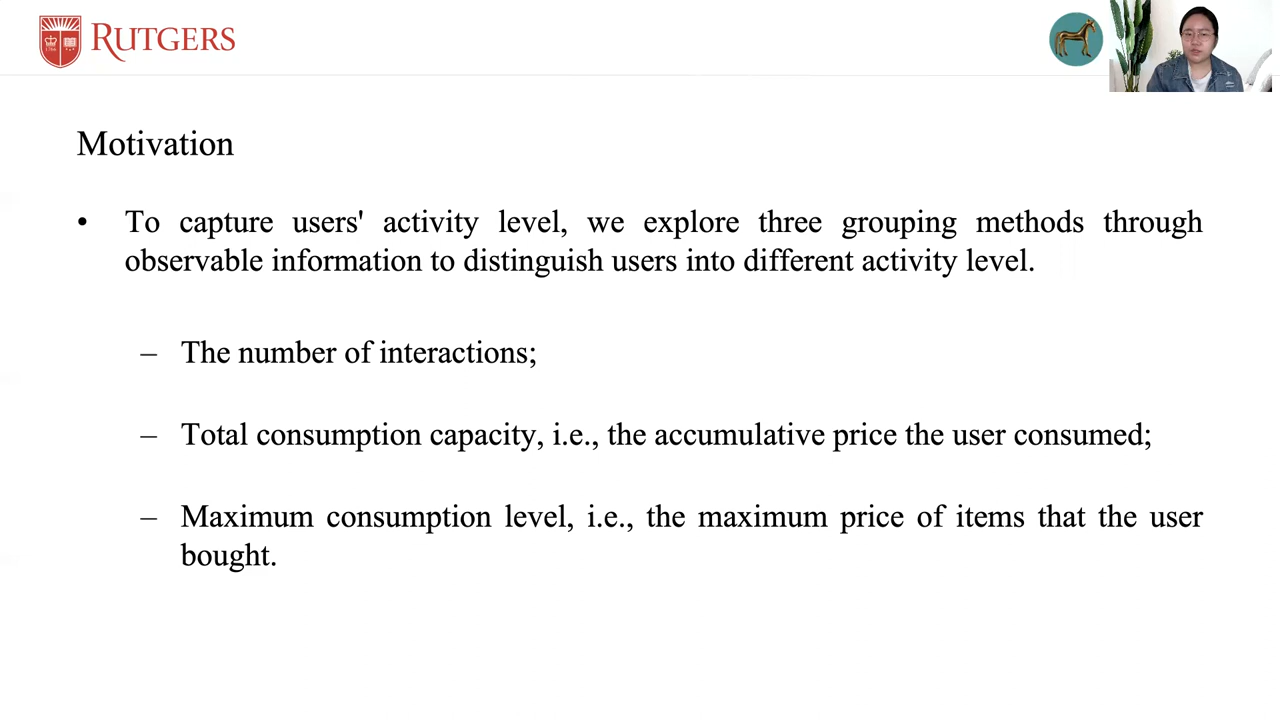 RUTGERS
Motivation
• To capture users' activity level, we explore three grouping methods through
observable information to distinguish users into different activity level.
– The number of interactions;
– Total consumption capacity, i.e., the accumulative price the user consumed;
– Maximum consumption level, i.e., the maximum price of items that the user
bought.